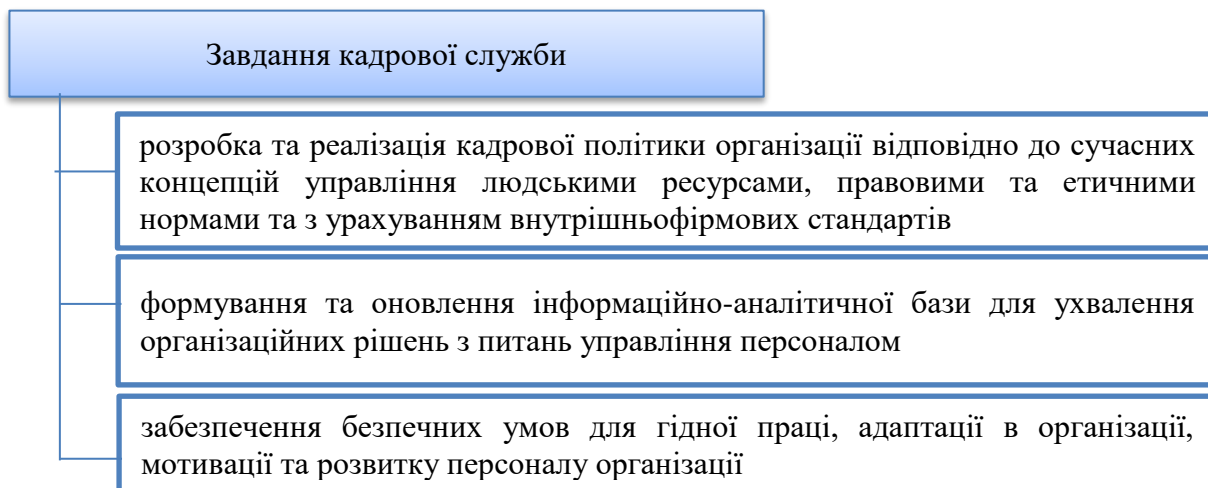 Завдання кадрової служби
розробка та реалізація кадрової політики організації відповідно до сучасних
концепцій управління людськими ресурсами, правовими та етичними
нормами та з урахуванням внутрішньофірмових стандартів
формування та оновлення інформаційно-аналітичної бази для ухвалення
організаційних рішень з питань управління персоналом
забезпечення безпечних умов для гідної праці, адаптації в організації,
мотивації та розвитку персоналу організації